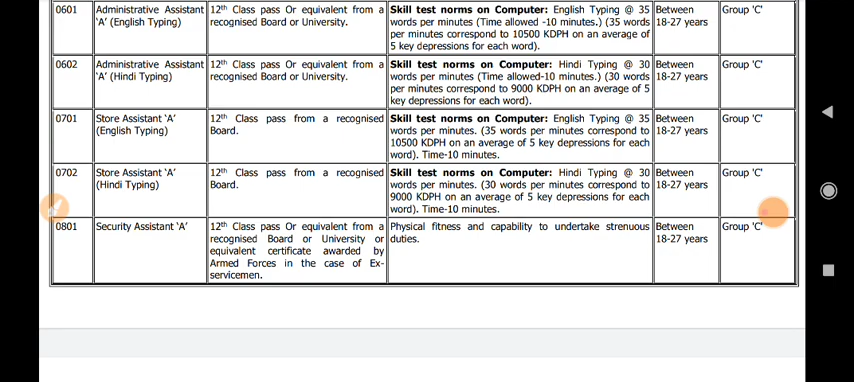 0601 Administrative Assistant 12th Class pass Or equivalent from a Skill test norms on Computer: English Typing @ 35 Between Group 'C'
'A' (English Typing) recognised Board or University. words per minutes (Time allowed -10 minutes.) (35 words 18-27 years
per minutes correspond to 10500 KDPH on an average of
5 key depressions for each word).
0602 Administrative Assistant 12th Class pass Or equivalent from a Skill test norms on Computer: Hindi Typing @ 30 Between Group 'C'
'A' (Hindi Typing) recognised Board or University. words per minutes (Time allowed-10 minutes.) (30 words 18-27 years
per minutes correspond to 9000 KDPH on an average of 5
key depressions for each word).
0701 Store Assistant 'A' 12th Class pass from a recognised Skill test norms on Computer: English Typing @ 35 Between Group 'C'
(English Typing) Board. words per minutes. (35 words per minutes correspond to 18-27 years
10500 KDPH on an average of 5 key depressions for each
word). Time-10 minutes.
0702 Store Assistant 'A' 12th Class pass from a recognised Skill test norms on Computer: Hindi Typing @ 30 Between Group 'C'
(Hindi Typing) Board. words per minutes. (30 words per minutes correspond to 18-27 years
9000 KDPH on an average of 5 key depressions for each
word). Time-10 minutes.
0801 Security Assistant 'A' 12th Class pass Or equivalent from a Physical fitness and capability to undertake strenuous Between Group 'C'
recognised Board or University or duties. 18-27 years
equivalent certificate awarded by
Armed Forces in the case of Ex-
servicemen.